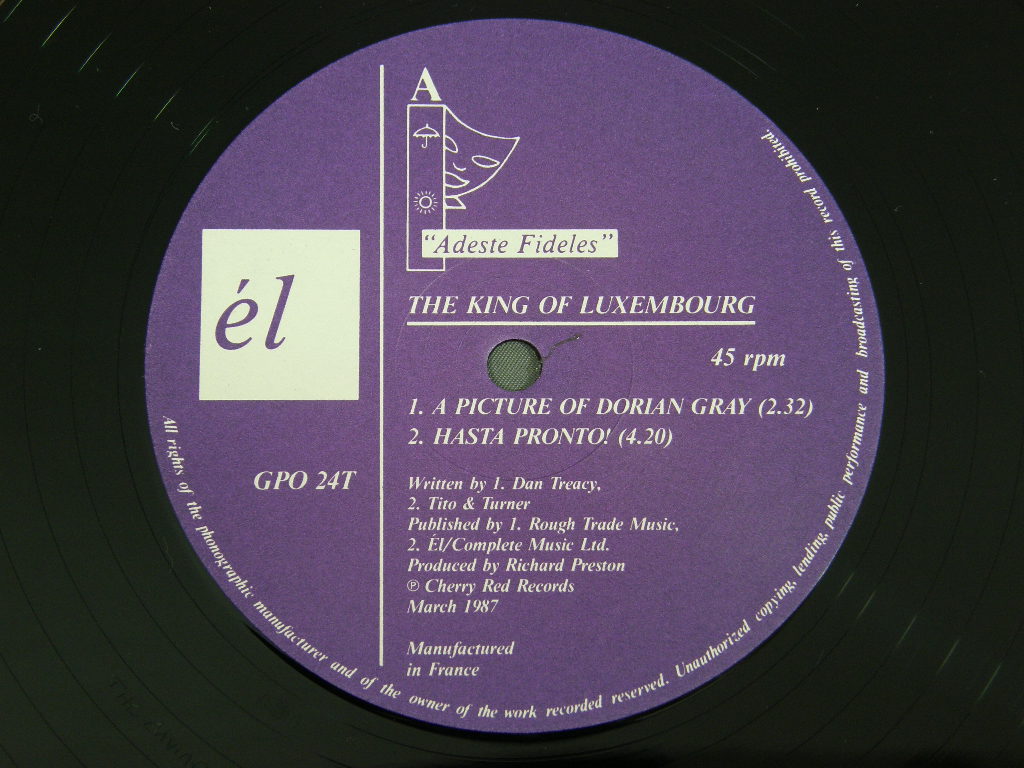 A
"Adeste Fideles"
él
THE KING OF LUXEMBOURG
45 rpm
1. A PICTURE OF DORIAN GRAY (2.32)
2. HASTA PRONTO! (4.20)
GPO 24T
Written by 1. Dan Treacy,
2. Tito & Turner
Published by 1. Rough Trade Music,
2. Él/Complete Music Ltd.
Produced by Richard Preston
℗ Cherry Red Records
March 1987
Manufactured
in France
All rights of the phonographic manufacturer and of the owner of the work recorded reserved. Unauthorized copying, lending, public performance and broadcasting of this record prohibited.